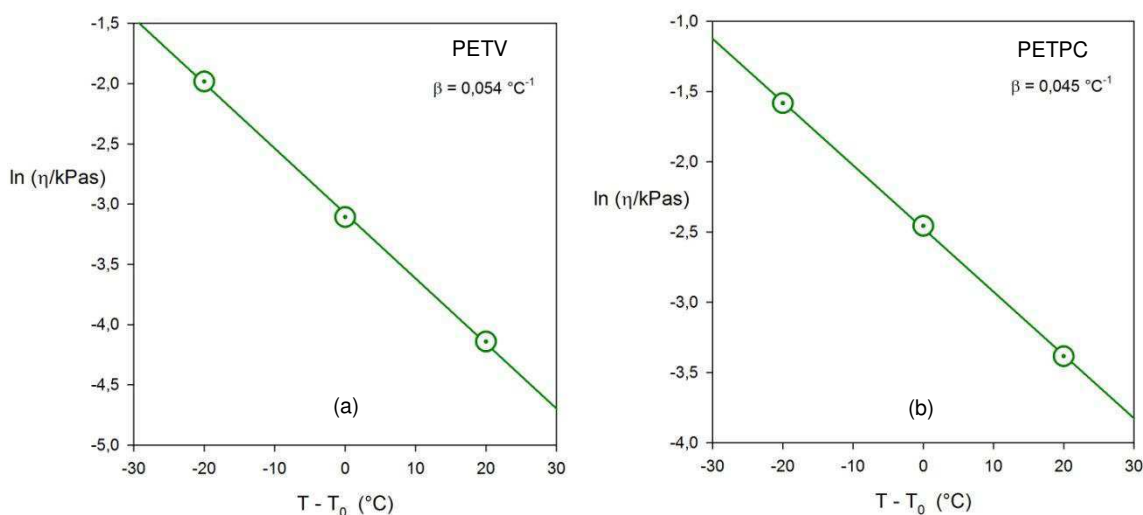 PETV
β = 0,054 °C⁻¹
-1,5
-2,0
-2,5
-3,0
-3,5
-4,0
-4,5
-5,0
ln (η/kPas)
(a)
-30 -20 -10 0 10 20 30
T - T₀ (°C)
PETPC
β = 0,045 °C⁻¹
-1,0
-1,5
-2,0
-2,5
-3,0
-3,5
-4,0
ln (η/kPas)
(b)
-30 -20 -10 0 10 20 30
T - T₀ (°C)